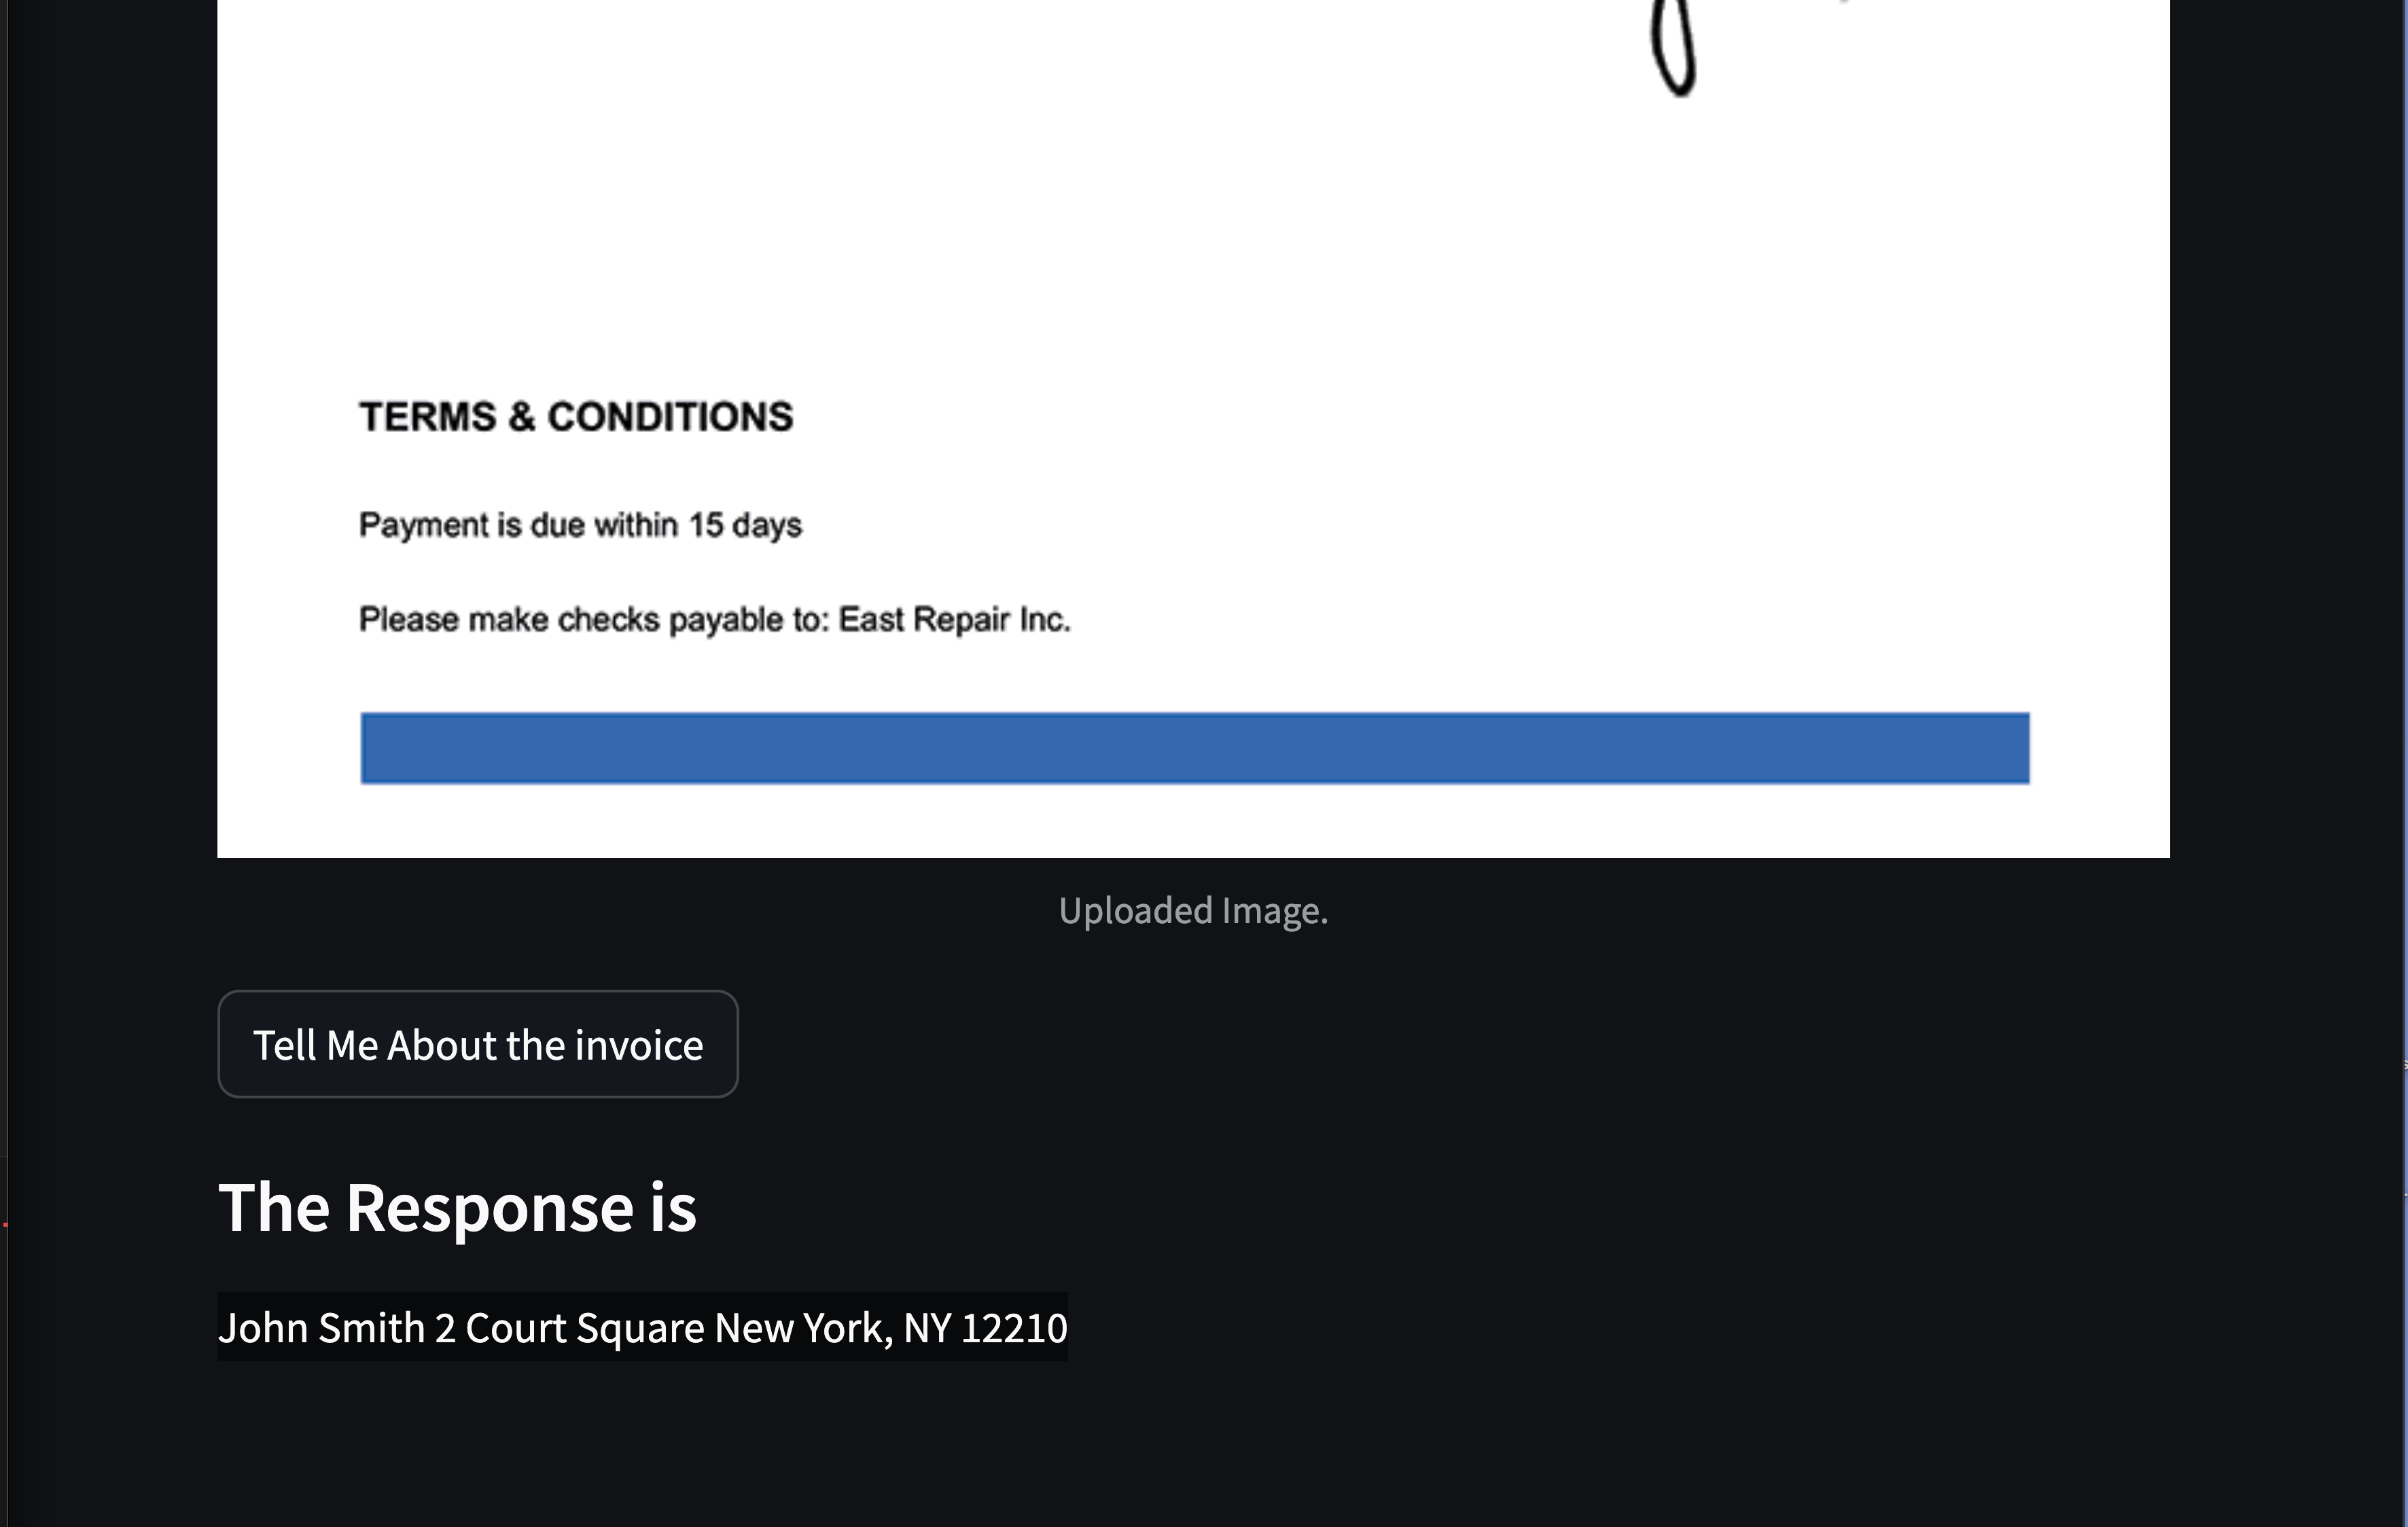 TERMS & CONDITIONS
Payment is due within 15 days
Please make checks payable to: East Repair Inc.
Uploaded Image.
Tell Me About the invoice
The Response is
John Smith 2 Court Square New York, NY 12210